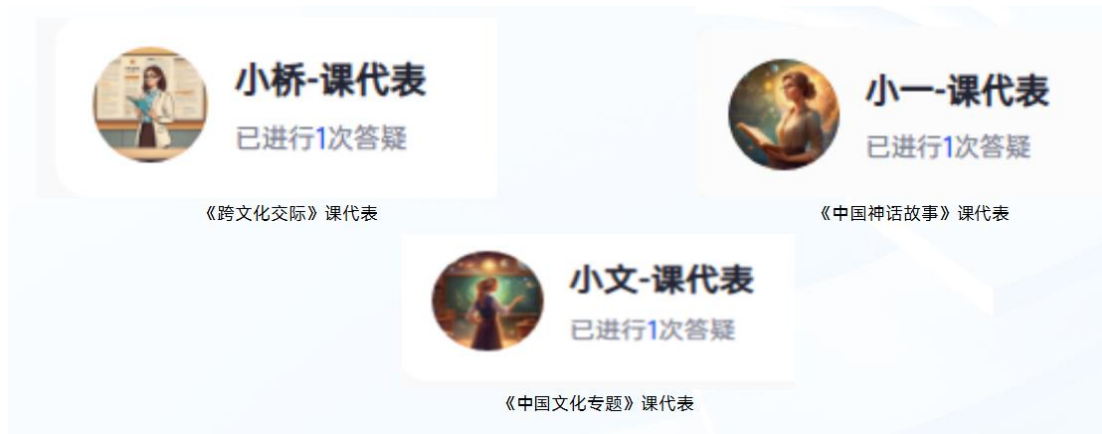 小桥-课代表
已进行1次答疑
《跨文化交际》课代表
小一-课代表
已进行1次答疑
《中国神话故事》课代表
小文-课代表
已进行1次答疑
《中国文化专题》课代表